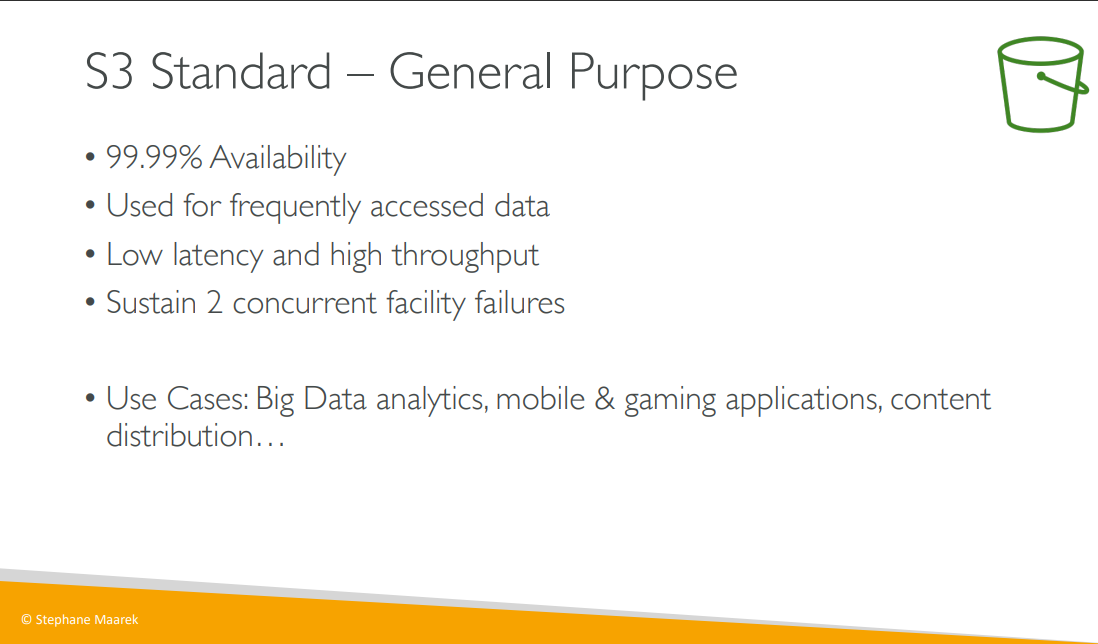 S3 Standard – General Purpose
• 99.99% Availability
• Used for frequently accessed data
• Low latency and high throughput
• Sustain 2 concurrent facility failures
• Use Cases: Big Data analytics, mobile & gaming applications, content
distribution…
© Stephane Maarek